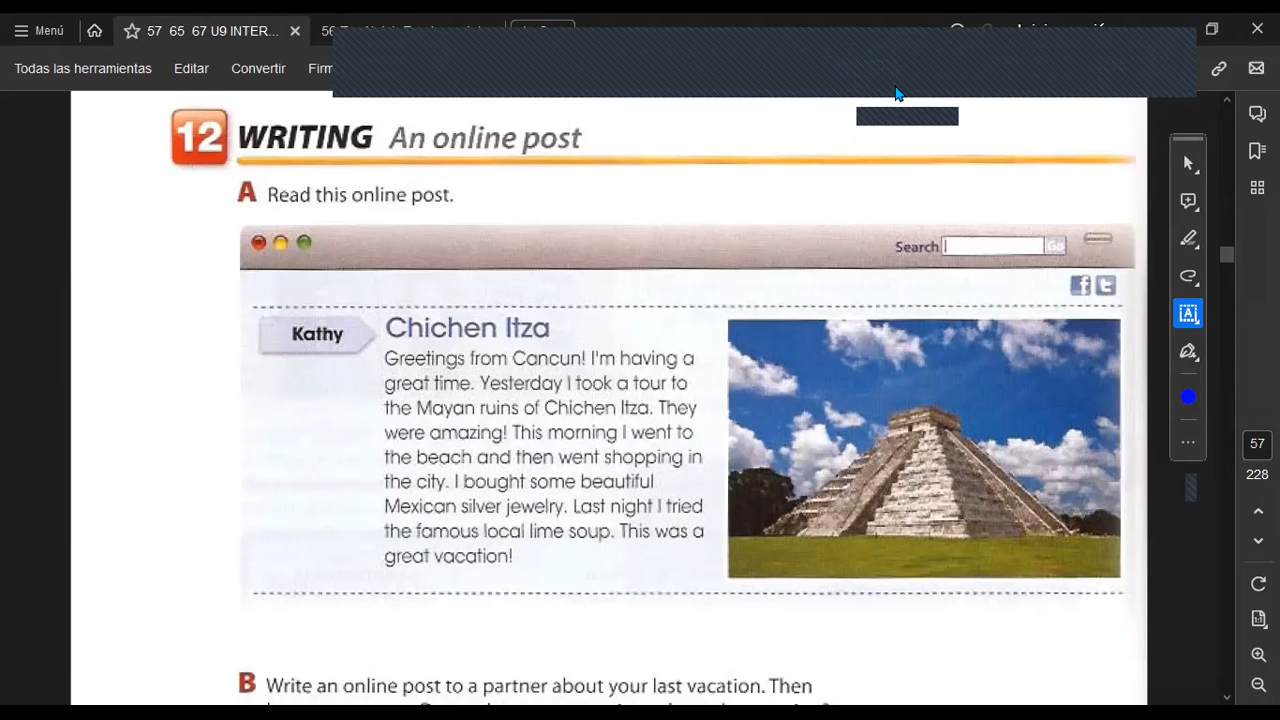 Menú
57 65 67 U9 INTER...
Todas las herramientas
Editar
Convertir
12 WRITING An online post
A Read this online post.
Search
Go
f t
Kathy
Chichen Itza
Greetings from Cancun! I'm having a
great time. Yesterday I took a tour to
the Mayan ruins of Chichen Itza. They
were amazing! This morning I went to
the beach and then went shopping in
the city. I bought some beautiful
Mexican silver jewelry. Last night I tried
the famous local lime soup. This was a
great vacation!
57
228
B Write an online post to a partner about your last vacation. Then